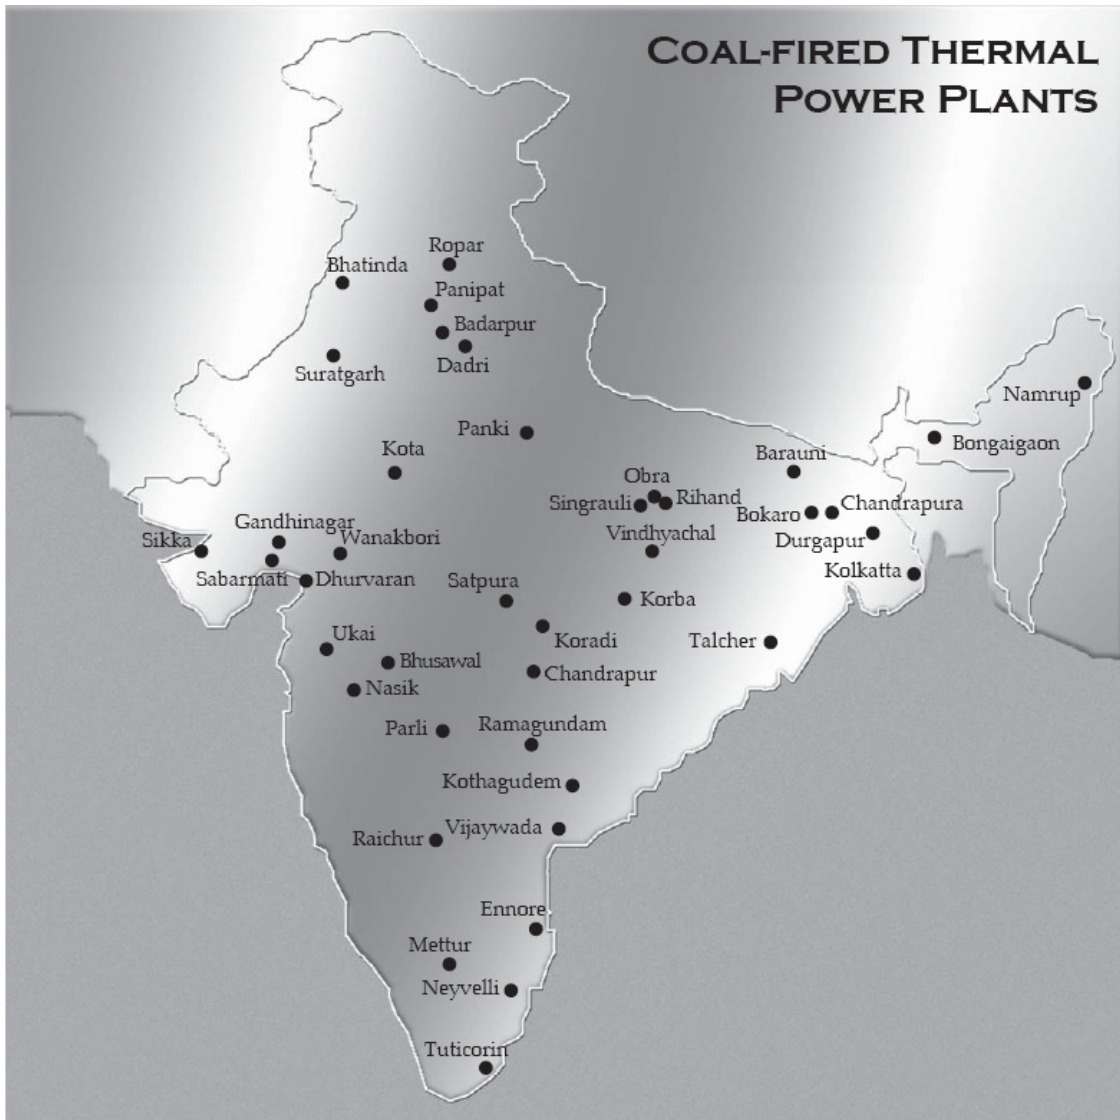 COAL-FIRED THERMAL
POWER PLANTS
Ropar
Bhatinda
Panipat
Badarpur
Dadri
Suratgarh
Namrup
Panki
Bongaigaon
Kota
Barauni
Obra
Singrauli
Rihand
Bokaro
Chandrapura
Gandhinagar
Wanakbori
Vindhyachal
Durgapur
Sikka
Kolkatta
Sabarmati
Dhurvaran
Satpura
Korba
Ukai
Koradi
Talcher
Bhusawal
Chandrapur
Nasik
Parli
Ramagundam
Kothagudem
Raichur
Vijaywada
Ennore
Mettur
Neyvelli
Tuticorin